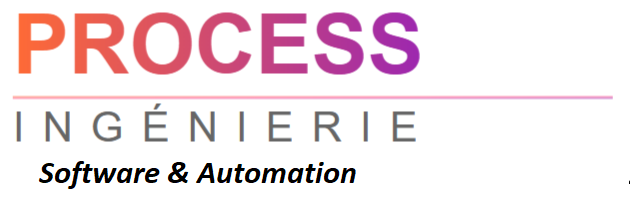 PROCESS
INGÉNIERIE
Software & Automation